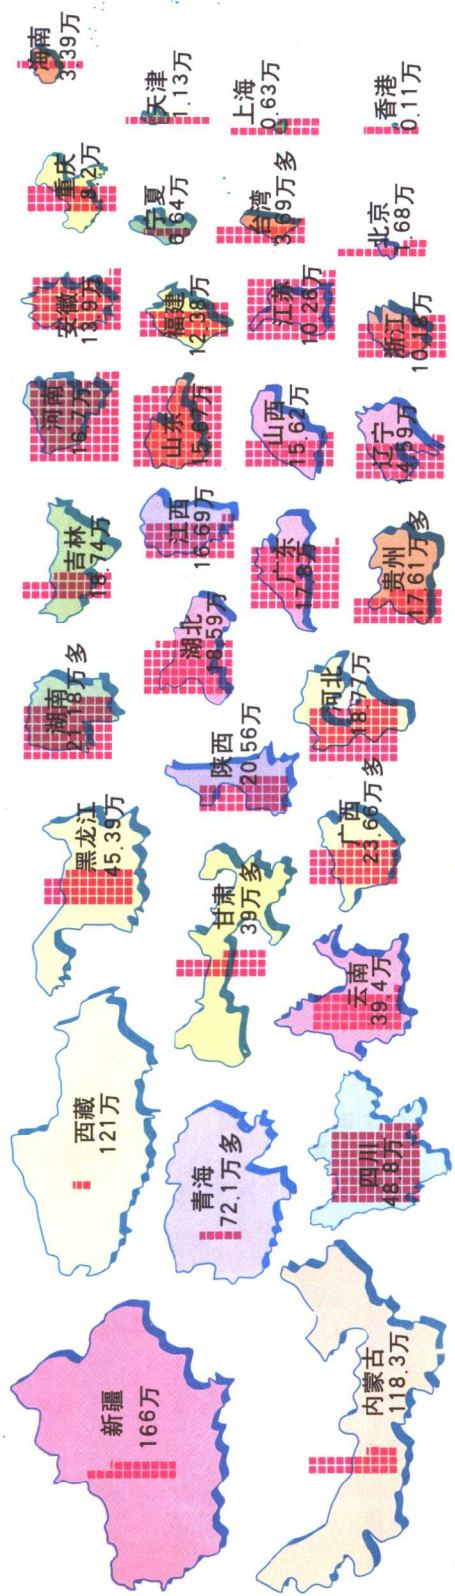 新疆
166万
西藏
121万
黑龙江
45.39万
湖南
21.18万多
吉林
18.74万
河南
16.7万
安徽
13.9万
重庆
8.2万
海南
3.39万
青海
72.1万多
甘肃
39万多
陕西
20.56万
湖北
18.59万
江西
16.69万
山东
15.67万
福建
12.38万
宁夏
6.64万
天津
1.13万
内蒙古
118.3万
四川
48.8万
云南
39.4万
广西
23.66万多
河北
18.77万
广东
17.8万
山西
15.62万
江苏
10.26万
台湾
3.69万多
上海
0.63万
贵州
17.61万多
辽宁
14.59万
浙江
10.18万
北京
1.68万
香港
0.11万